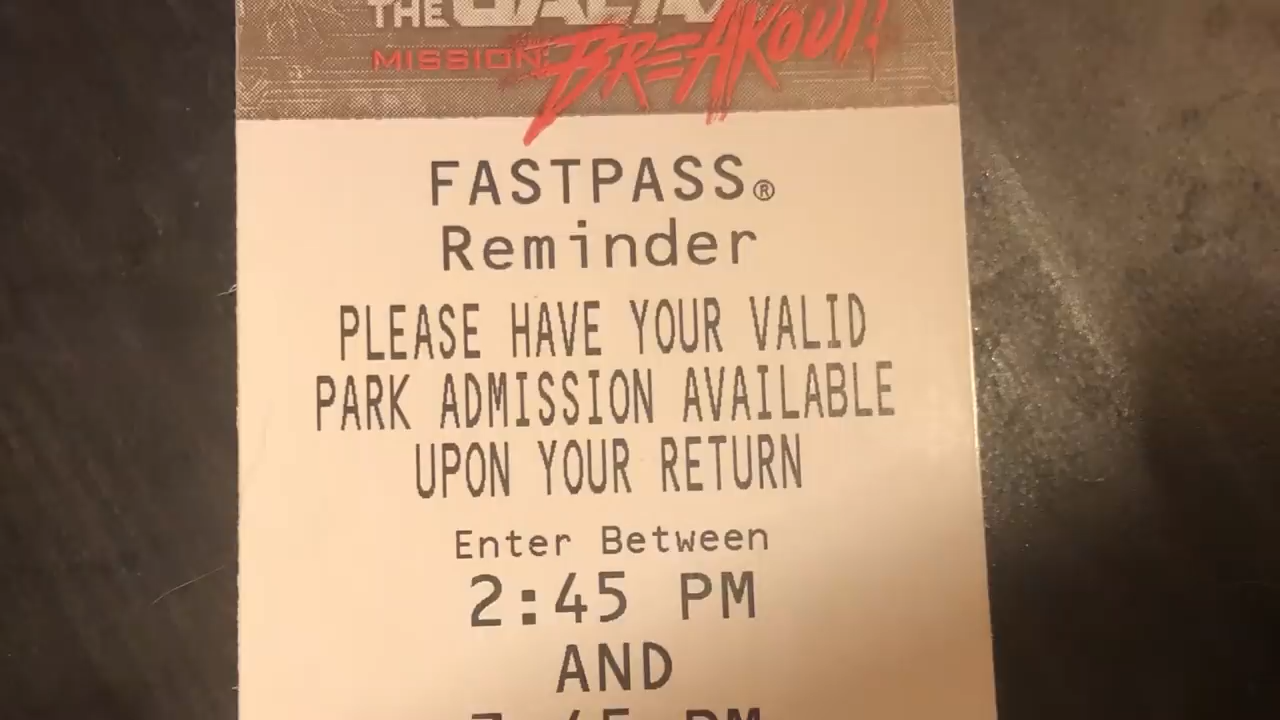 THE
MISSION: BREAKOUT!
FASTPASS®
Reminder
PLEASE HAVE YOUR VALID
PARK ADMISSION AVAILABLE
UPON YOUR RETURN
Enter Between
2:45 PM
AND